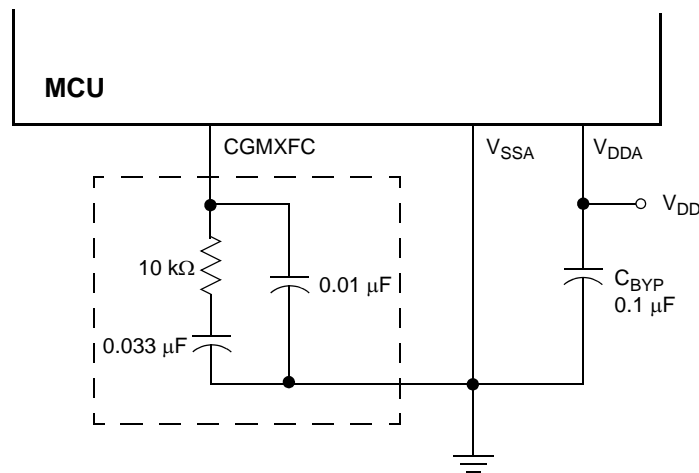 MCU
CGMXFC
V_SSA
V_DDA
V_DD
10 kΩ
0.01 μF
C_BYP
0.1 μF
0.033 μF